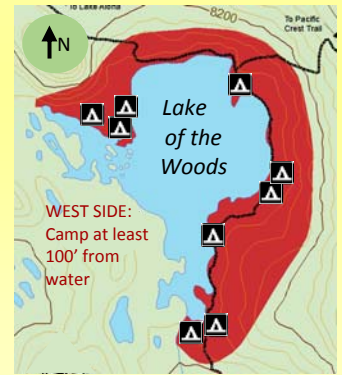 To Lake Aloha
8200
To Pacific
Crest Trail
N
Lake
of the
Woods
WEST SIDE:
Camp at least
100' from
water